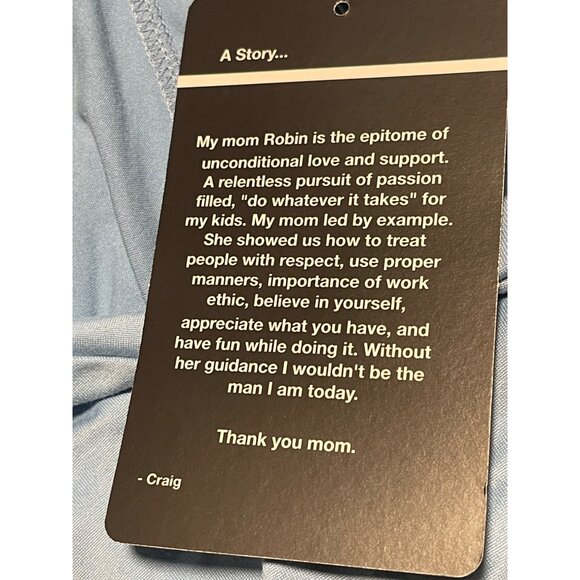 A Story...
My mom Robin is the epitome of
unconditional love and support.
A relentless pursuit of passion
filled, "do whatever it takes" for
my kids. My mom led by example.
She showed us how to treat
people with respect, use proper
manners, importance of work
ethic, believe in yourself,
appreciate what you have, and
have fun while doing it. Without
her guidance I wouldn't be the
man I am today.
Thank you mom.
- Craig